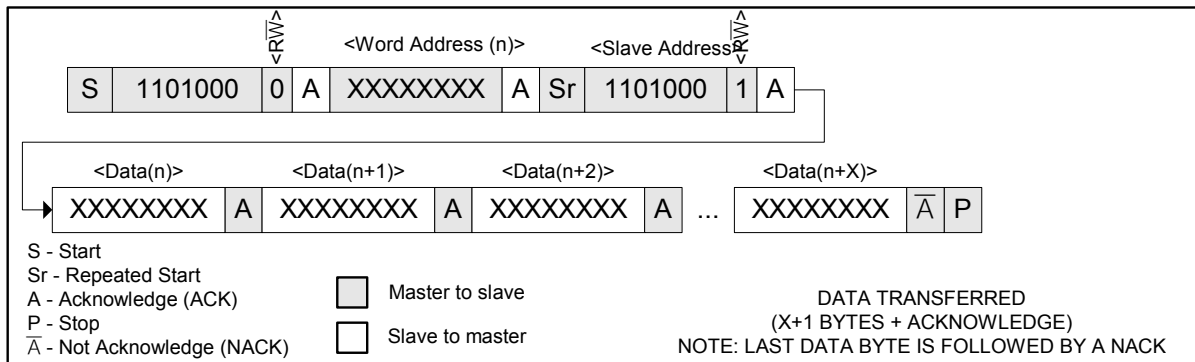 <RW̅> <Word Address (n)> <Slave Address> <RW̅>
S 1101000 0 A XXXXXXXX A Sr 1101000 1 A
<Data(n)> <Data(n+1)> <Data(n+2)> <Data(n+X)>
XXXXXXXX A XXXXXXXX A XXXXXXXX A ... XXXXXXXX A̅ P
S - Start
Sr - Repeated Start
A - Acknowledge (ACK)
P - Stop
A̅ - Not Acknowledge (NACK)
Master to slave
Slave to master
DATA TRANSFERRED
(X+1 BYTES + ACKNOWLEDGE)
NOTE: LAST DATA BYTE IS FOLLOWED BY A NACK